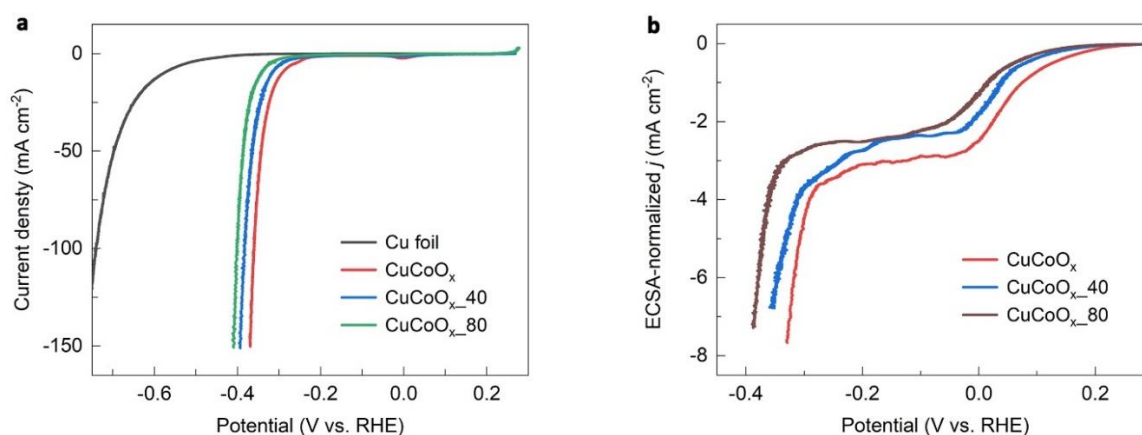 a
0
-50
-100
-150
Current densty (mA cm⁻²)
Cu foil
CuCoOₓ
CuCoOₓ_40
CuCoOₓ_80
-0.6
-0.4
-0.2
0.0
0.2
Potential (V vs. RHE)
b
0
-2
-4
-6
-8
ECSA-normalized j (mA cm⁻²)
CuCoOₓ
CuCoOₓ_40
CuCoOₓ_80
-0.4
-0.2
0.0
0.2
Potential (V vs. RHE)